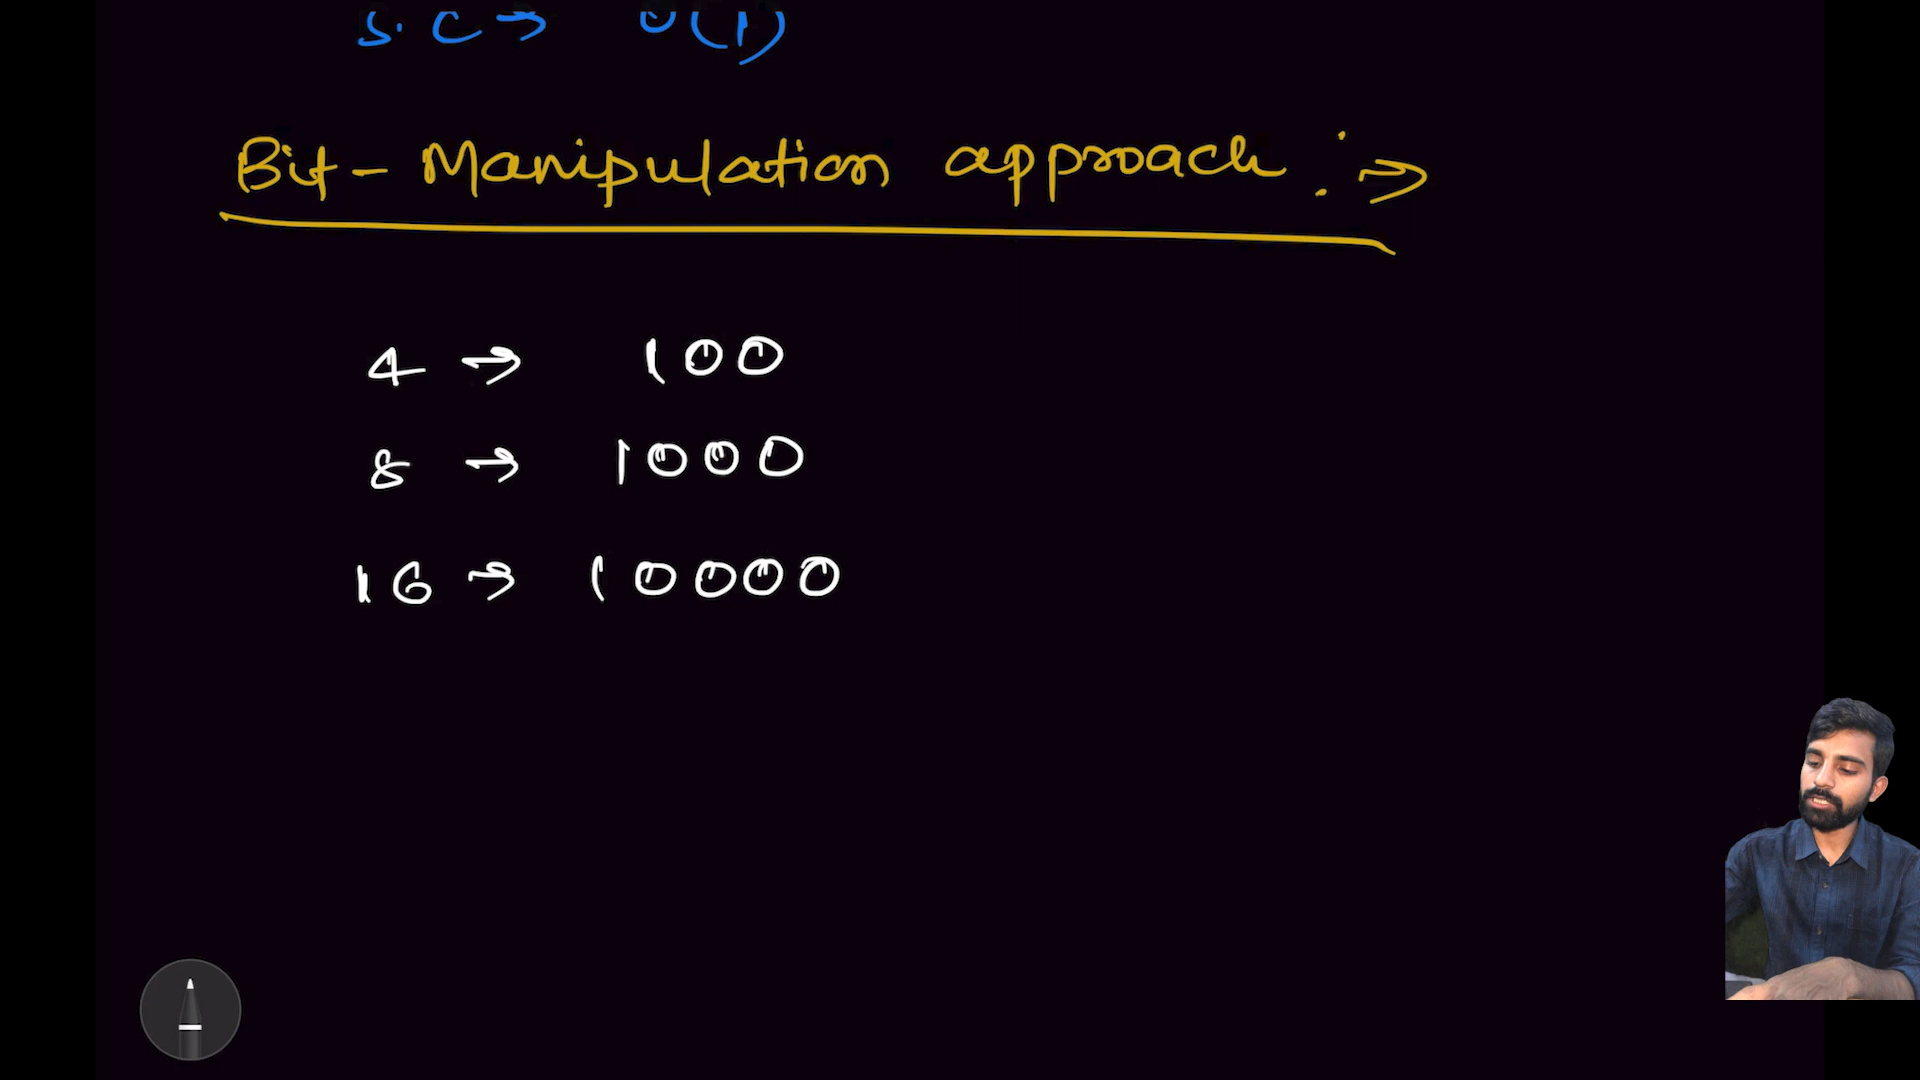 S.C → O(1)
Bit-Manipulation approach :→
4 → 100
8 → 1000
16 → 10000